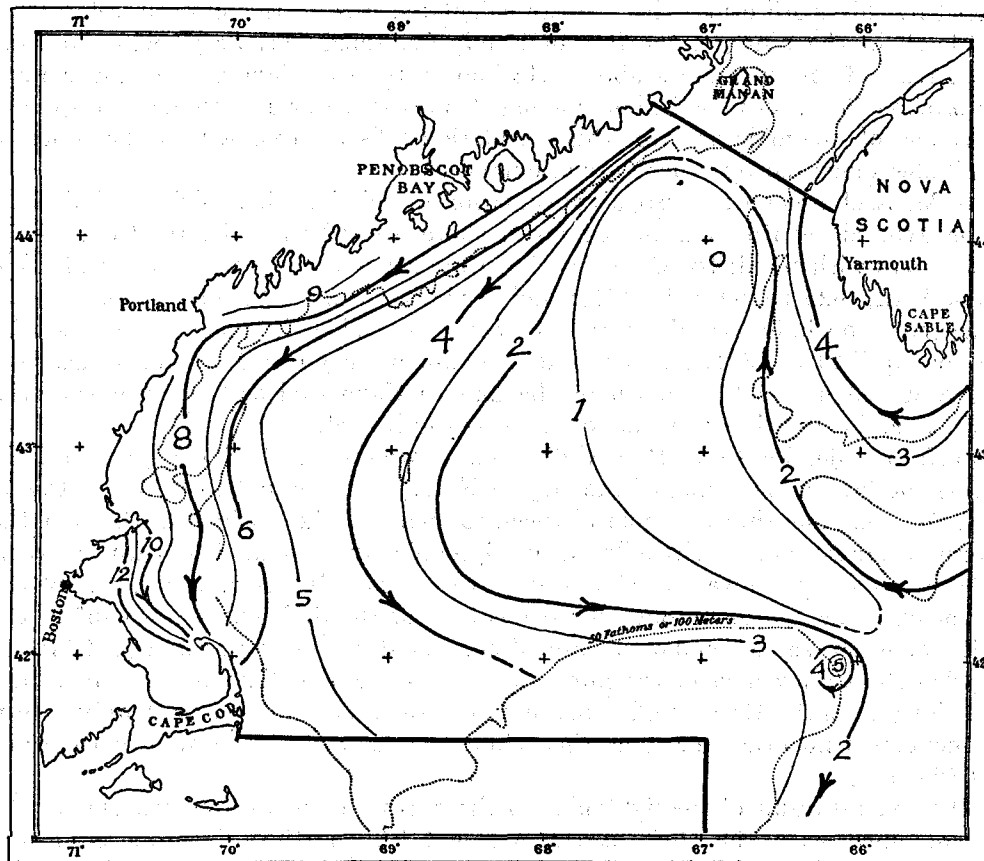 71° 70° 69° 68° 67° 66°
GRAND
MANAN
PENOBSCOT
BAY
NOVA
SCOTIA
44° 44
0
Yarmouth
9
Portland
CAPE
SABLE
4 2 4
1
8
43° 3 43
2
6
10
12
5
Boston
50 Fathoms or 100 Meters
42° 3 4 5 42
CAPE COD
2
71° 70° 69° 68° 67° 66°